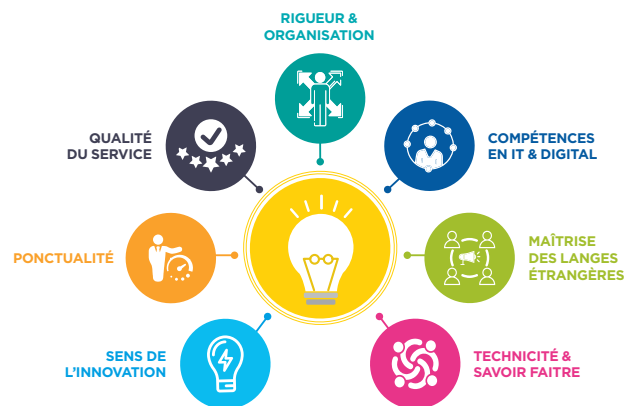 RIGUEUR &
ORGANISATION
QUALITÉ
DU SERVICE
COMPÉTENCES
EN IT & DIGITAL
PONCTUALITÉ
MAÎTRISE
DES LANGES
ÉTRANGÈRES
SENS DE
L'INNOVATION
TECHNICITÉ &
SAVOIR FAITRE